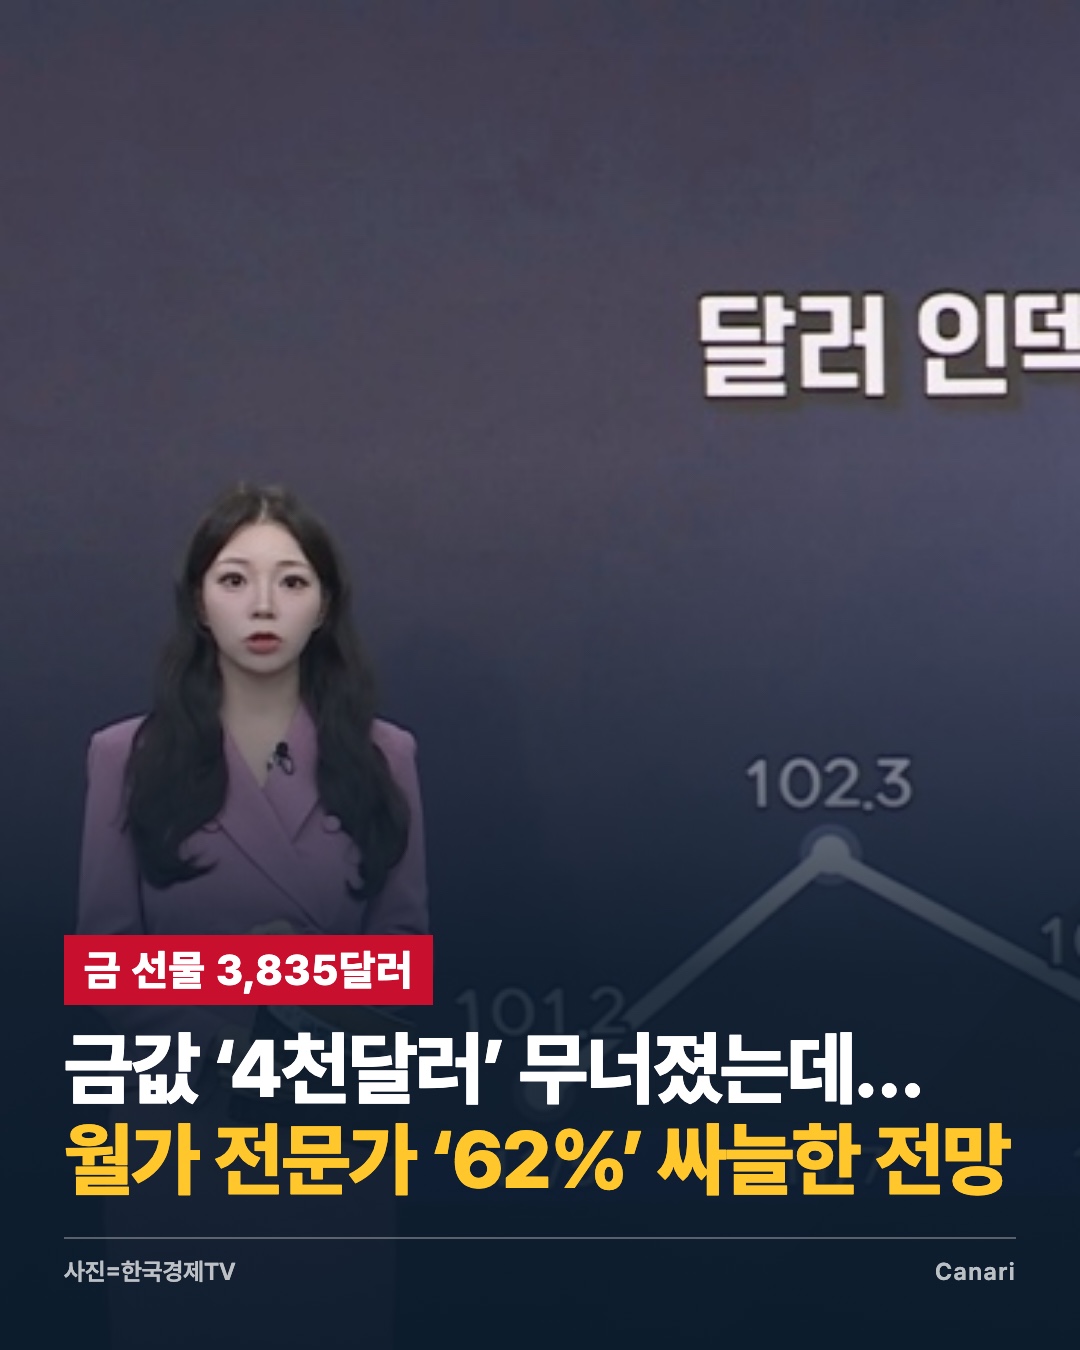 달러 인덱
102.3
101.2
금 선물 3,835달러
금값 ‘4천달러’ 무너졌는데...
월가 전문가 ‘62%’ 싸늘한 전망
사진=한국경제TV
Canari